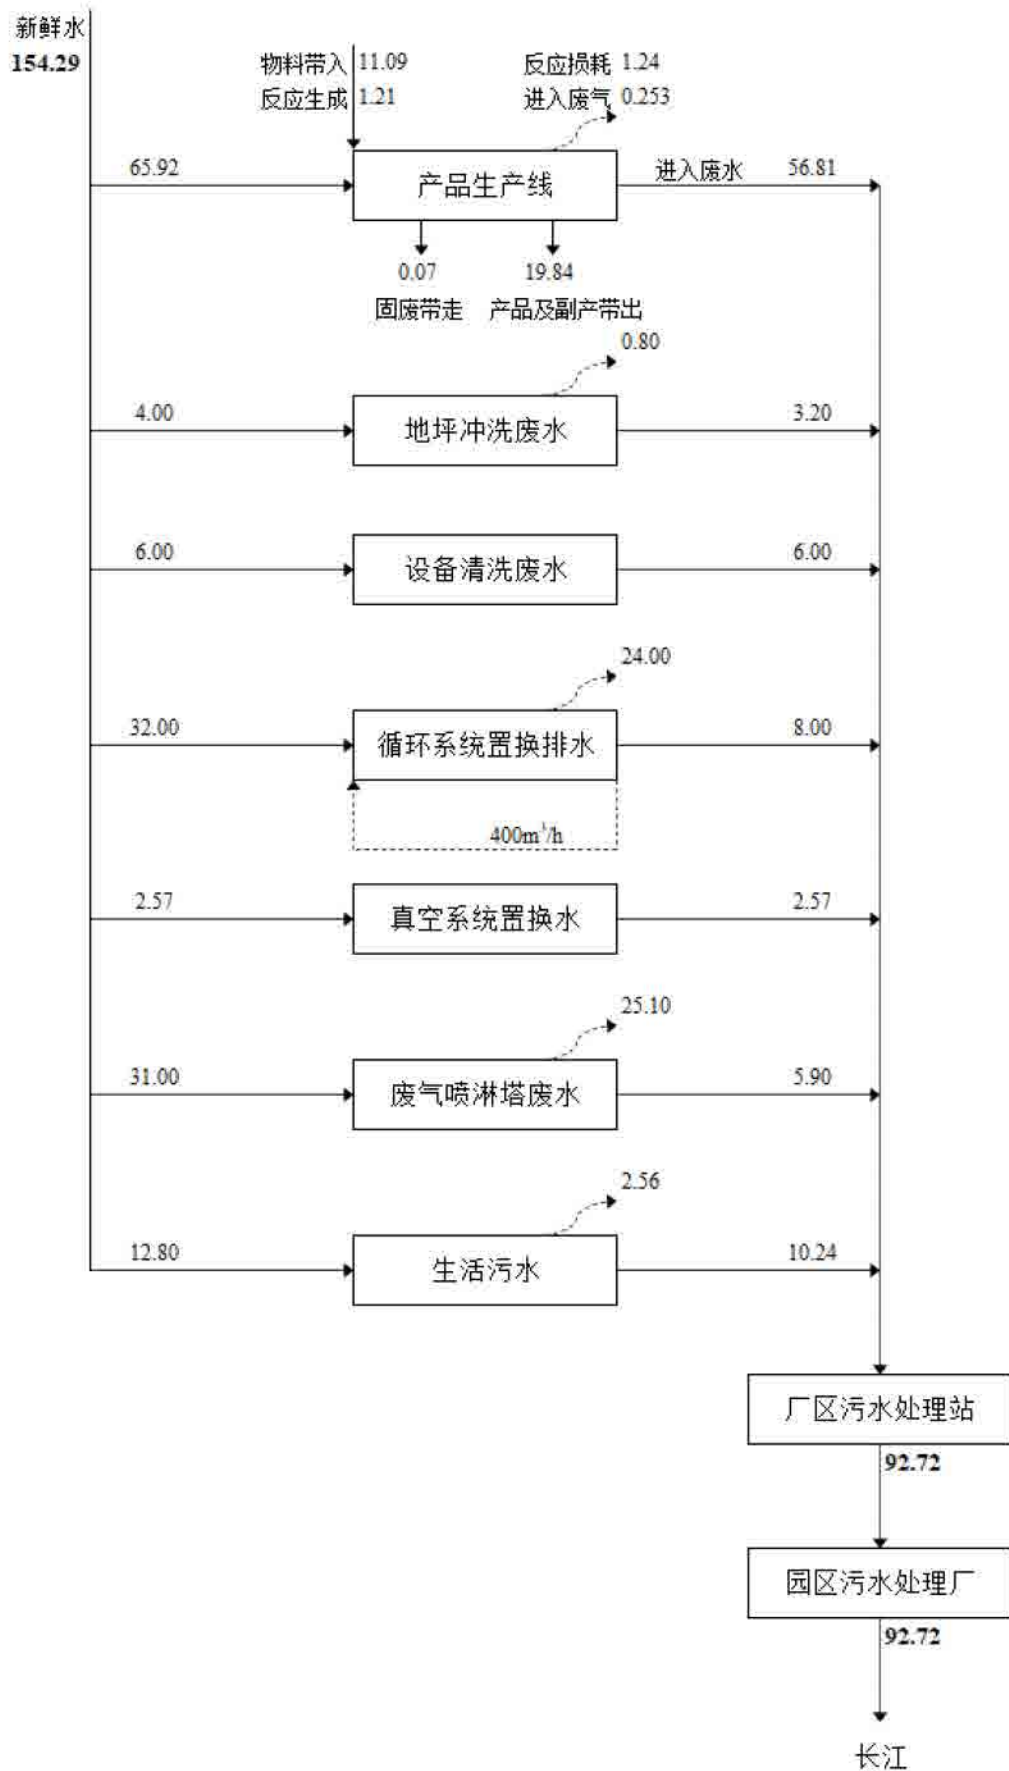 新鲜水
154.29
物料带入 11.09
反应生成 1.21
反应损耗 1.24
进入废气 0.253
65.92
产品生产线
进入废水 56.81
0.07
固废带走
19.84
产品及副产带出
0.80
4.00
地坪冲洗废水
3.20
6.00
设备清洗废水
6.00
24.00
32.00
循环系统置换排水
8.00
400m³/h
2.57
真空系统置换水
2.57
25.10
31.00
废气喷淋塔废水
5.90
2.56
12.80
生活污水
10.24
厂区污水处理站
92.72
园区污水处理厂
92.72
长江